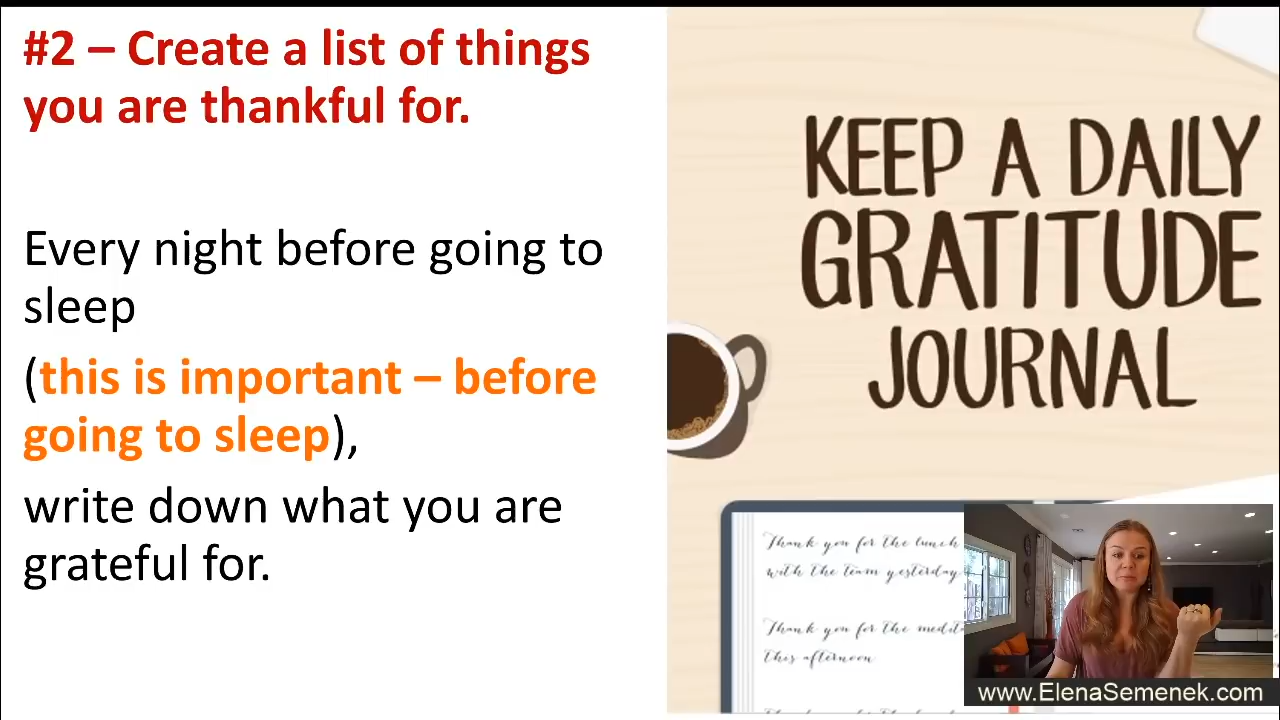 #2 – Create a list of things
you are thankful for.
Every night before going to
sleep
(this is important – before
going to sleep),
write down what you are
grateful for.
KEEP A DAILY
GRATITUDE
JOURNAL
Thank you for the lunch
with the team yesterday
Thank you for the
this afternoon
www.ElenaSemenek.com